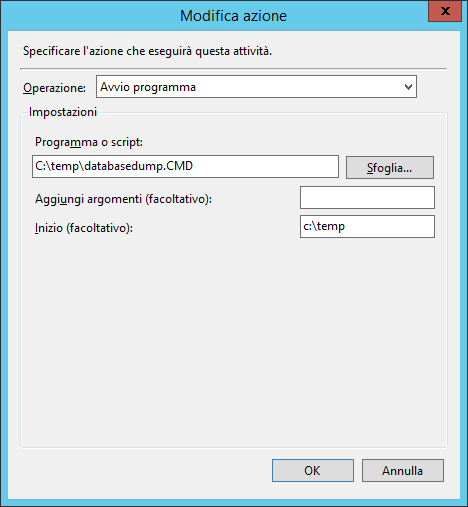 Modifica azione
x
Specificare l'azione che eseguirà questa attività.
Operazione: Avvio programma
Impostazioni
Programma o script:
C:\temp\databasedump.CMD Sfoglia...
Aggiungi argomenti (facoltativo):
Inizio (facoltativo): c:\temp
OK Annulla